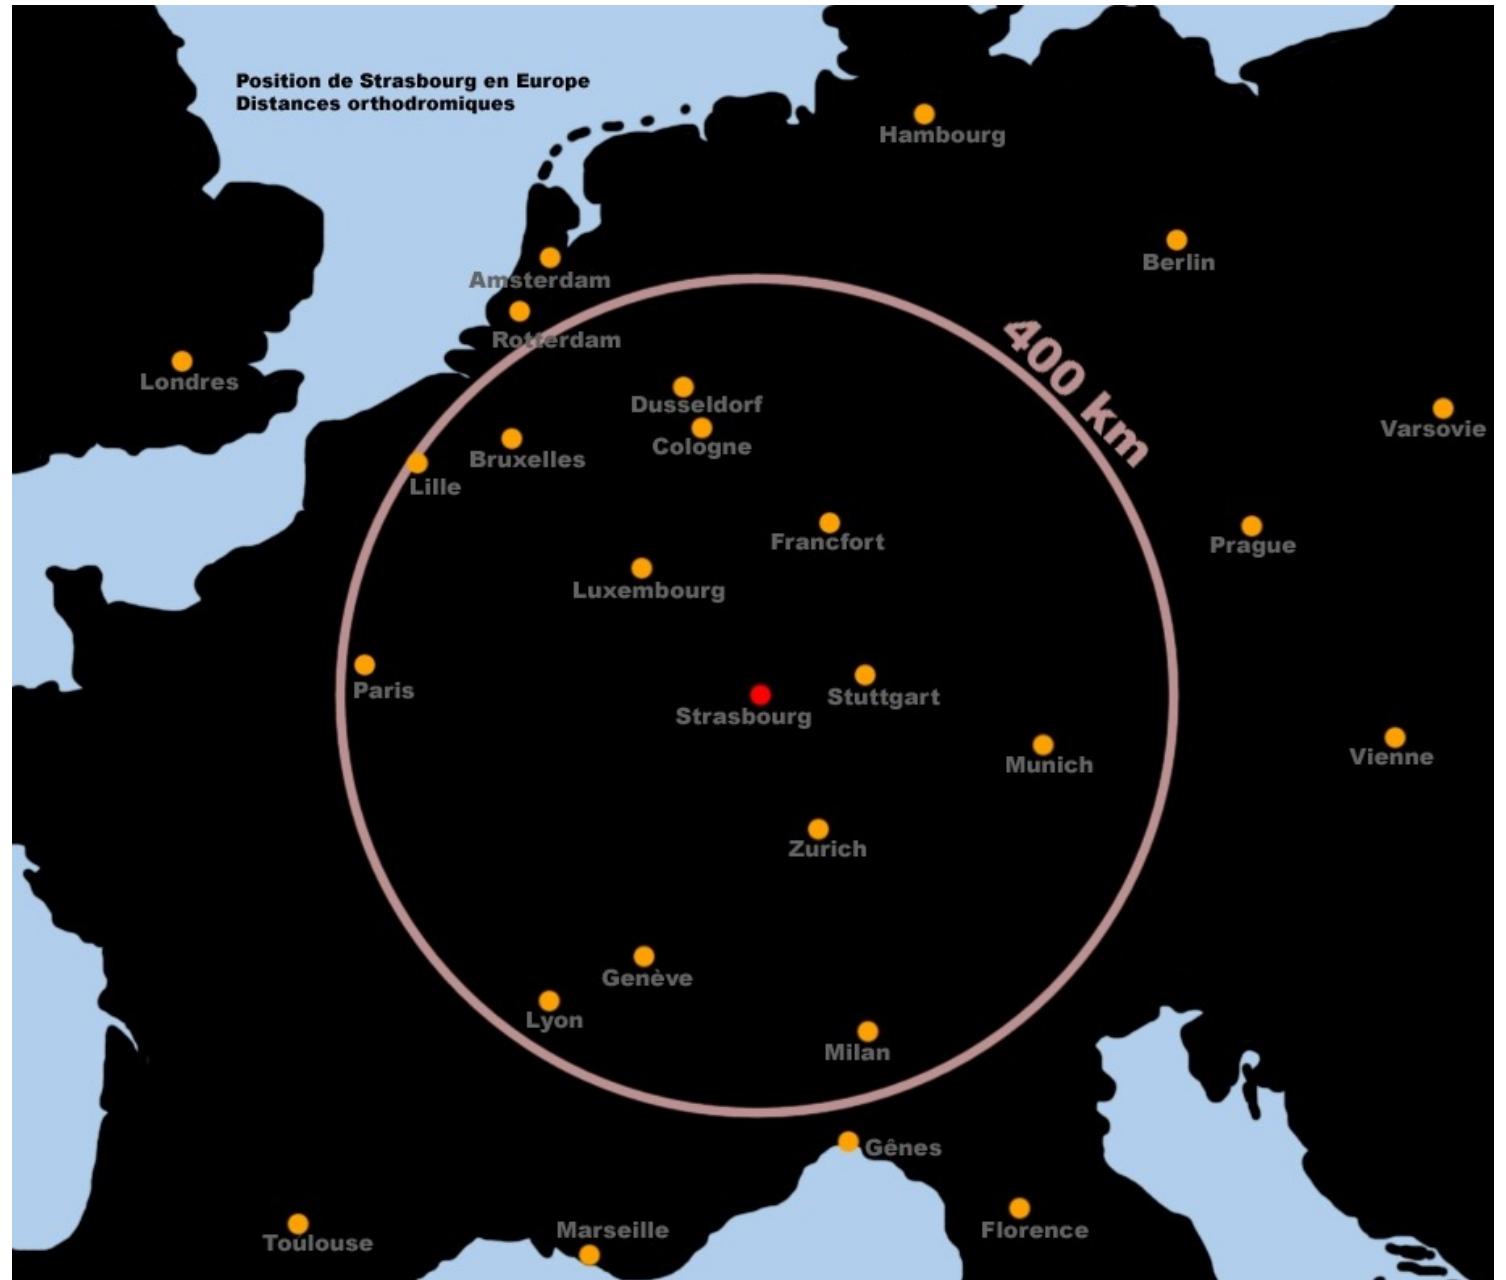 Position de Strasbourg en Europe
Distances orthodromiques
Hambourg
Berlin
Amsterdam
Rotterdam
400 km
Londres
Dusseldorf
Varsovie
Cologne
Bruxelles
Lille
Francfort
Prague
Luxembourg
Paris
Stuttgart
Strasbourg
Vienne
Munich
Zurich
Genève
Lyon
Milan
Gênes
Marseille
Florence
Toulouse